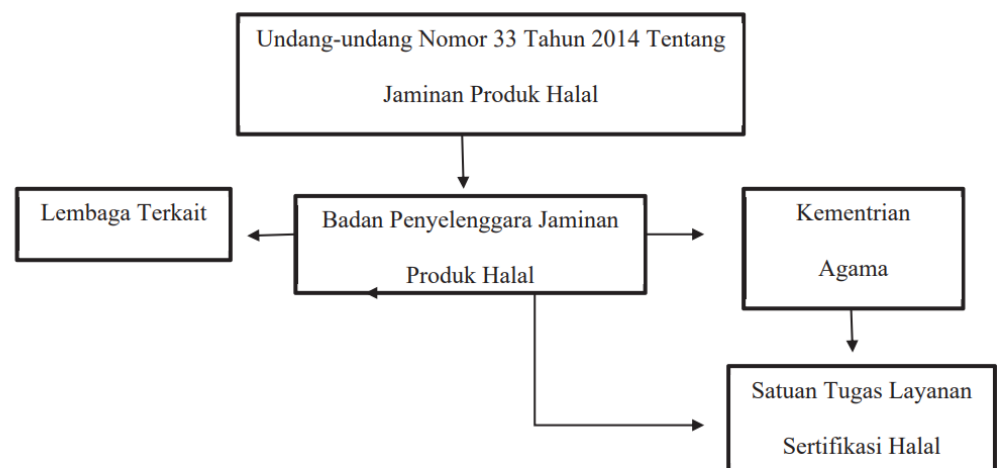 Undang-undang Nomor 33 Tahun 2014 Tentang
Jaminan Produk Halal
Lembaga Terkait
Badan Penyelenggara Jaminan
Produk Halal
Kementrian
Agama
Satuan Tugas Layanan
Sertifikasi Halal